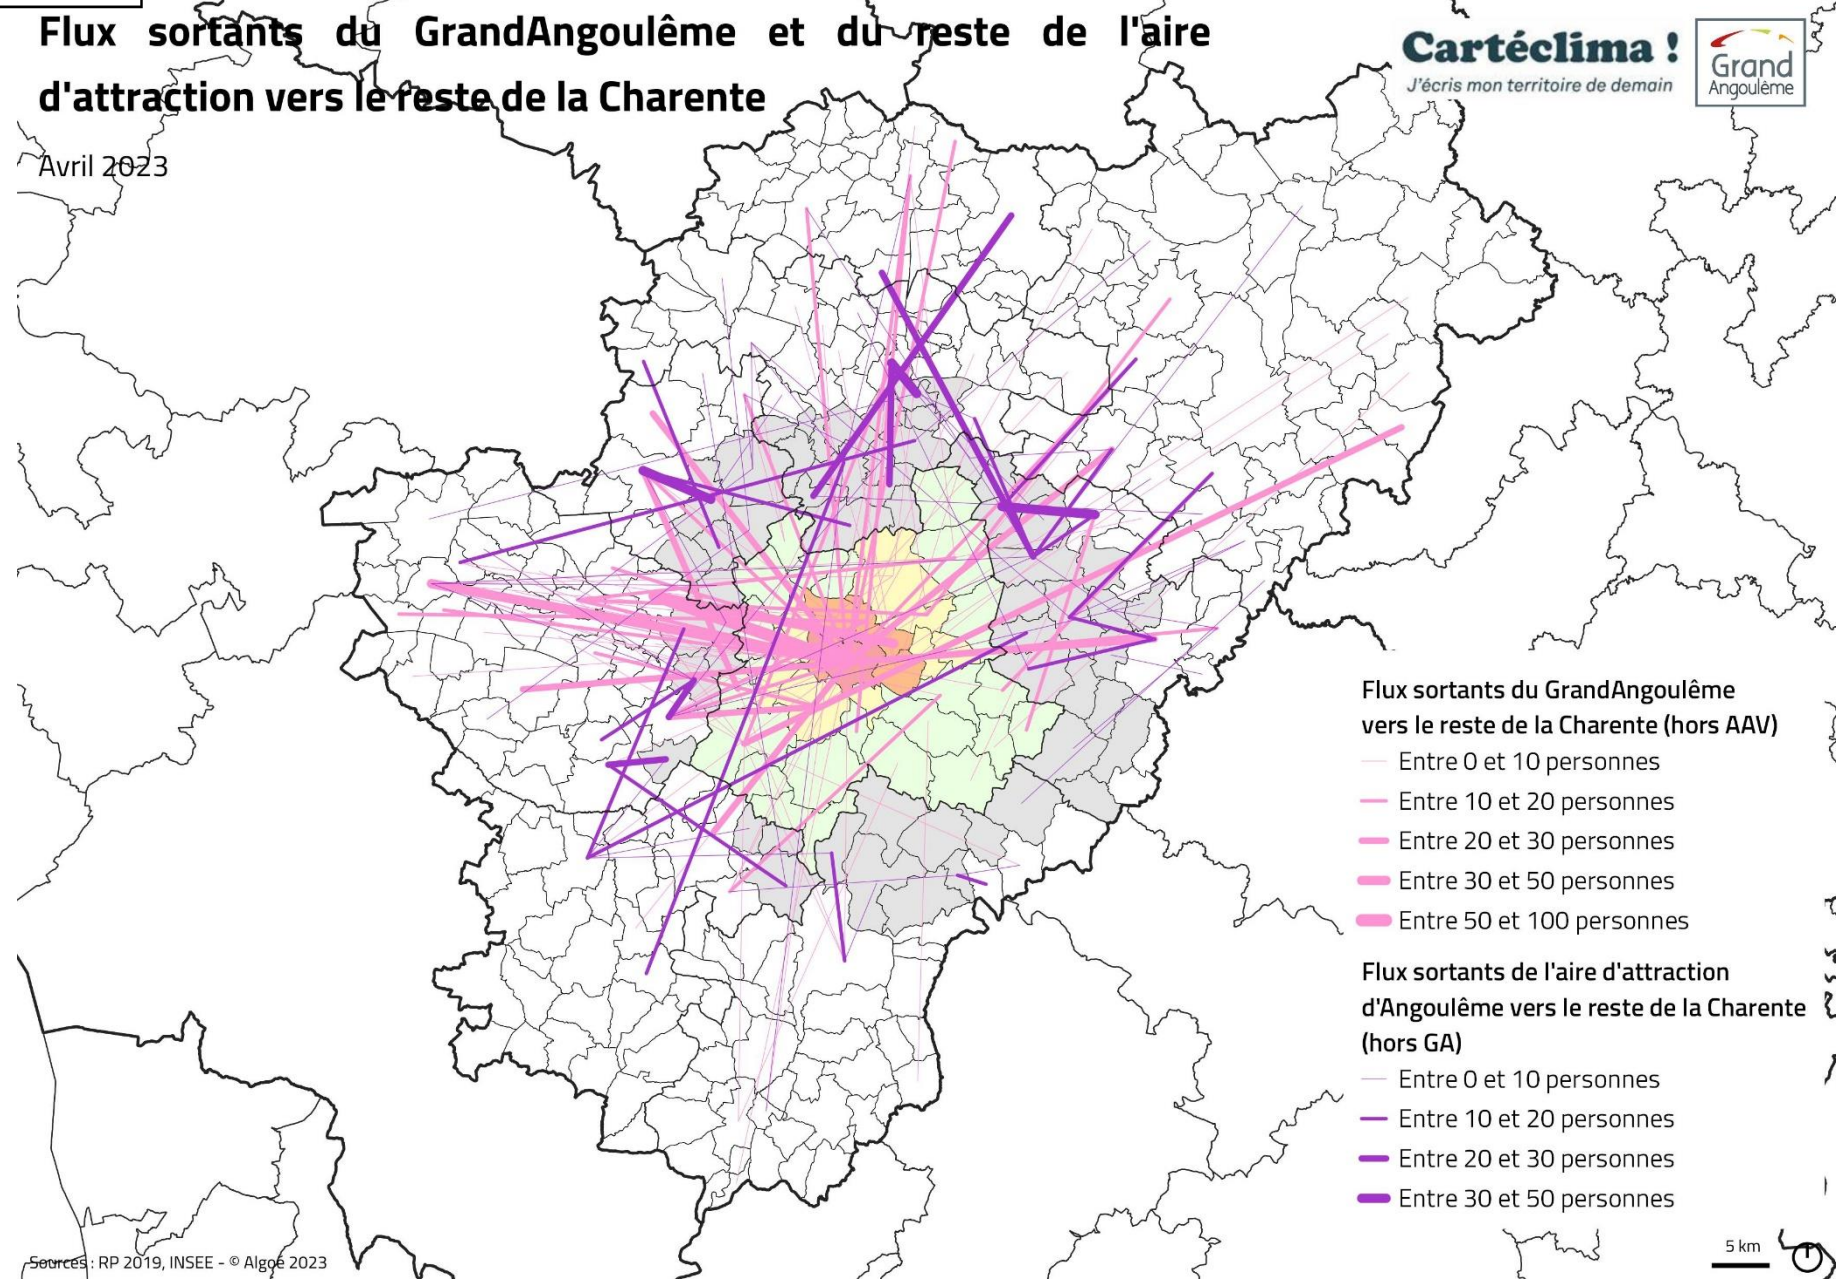 Flux sortants du GrandAngoulême et du reste de l'aire
d'attraction vers le reste de la Charente
Avril 2023
Cartéclima !
J'écris mon territoire de demain
Grand
Angoulême
Flux sortants du GrandAngoulême
vers le reste de la Charente (hors AAV)
Entre 0 et 10 personnes
Entre 10 et 20 personnes
Entre 20 et 30 personnes
Entre 30 et 50 personnes
Entre 50 et 100 personnes
Flux sortants de l'aire d'attraction
d'Angoulême vers le reste de la Charente
(hors GA)
Entre 0 et 10 personnes
Entre 10 et 20 personnes
Entre 20 et 30 personnes
Entre 30 et 50 personnes
5 km
Sources : RP 2019, INSEE - © Algoé 2023